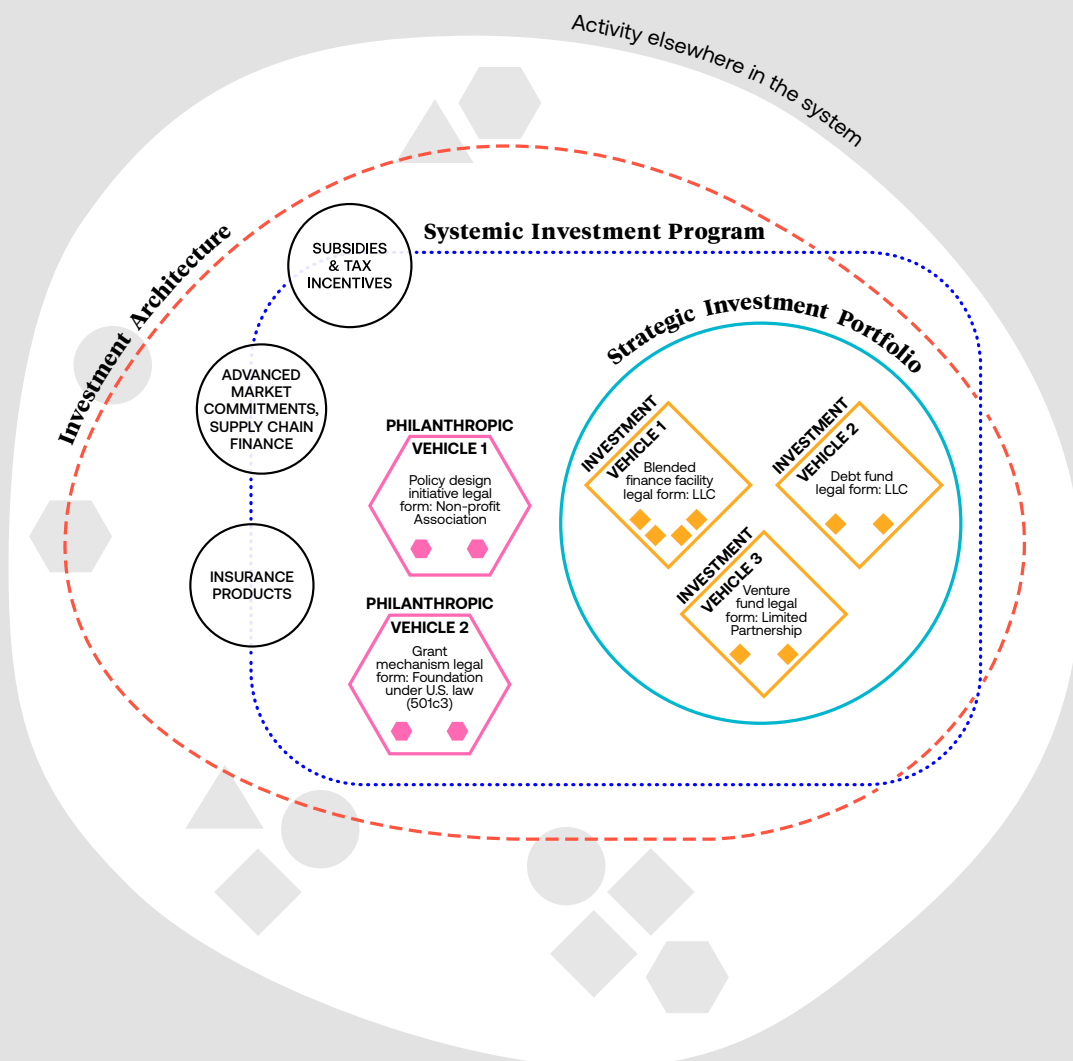 Activity elsewhere in the system
Investment Architecture
Systemic Investment Program
Strategic Investment Portfolio
SUBSIDIES
& TAX
INCENTIVES
ADVANCED
MARKET
COMMITMENTS,
SUPPLY CHAIN
FINANCE
INSURANCE
PRODUCTS
PHILANTHROPIC
VEHICLE 1
Policy design
initiative legal
form: Non-profit
Association
PHILANTHROPIC
VEHICLE 2
Grant
mechanism legal
form: Foundation
under U.S. law
(501c3)
INVESTMENT
VEHICLE 1
Blended
finance facility
legal form: LLC
INVESTMENT
VEHICLE 2
Debt fund
legal form: LLC
INVESTMENT
VEHICLE 3
Venture
fund legal
form: Limited
Partnership